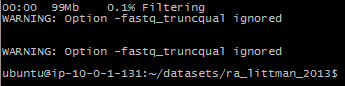 00:00 99Mb 0.1% Filtering
WARNING: Option -fastq_truncqual ignored
WARNING: Option -fastq_truncqual ignored
ubuntu@ip-10-0-1-131:~/datasets/ra_littman_2013$